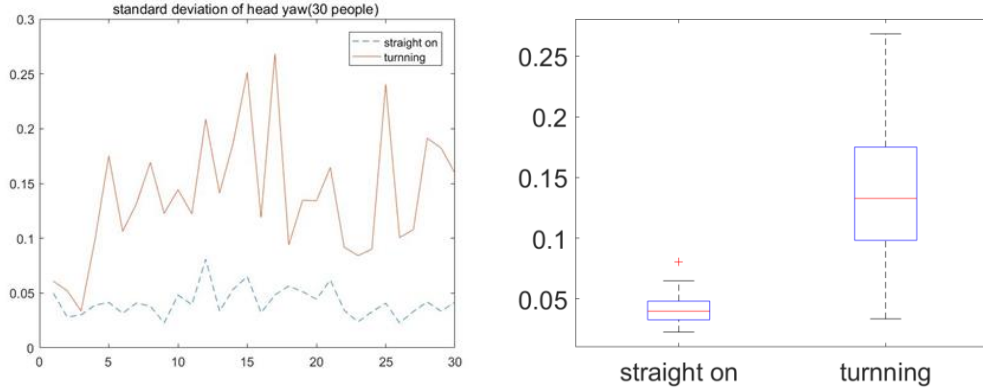 standard deviation of head yaw(30 people)
0.3
0.25
0.2
0.15
0.1
0.05
0
0 5 10 15 20 25 30
straight on
turnning
0.25
0.2
0.15
0.1
0.05
straight on turnning